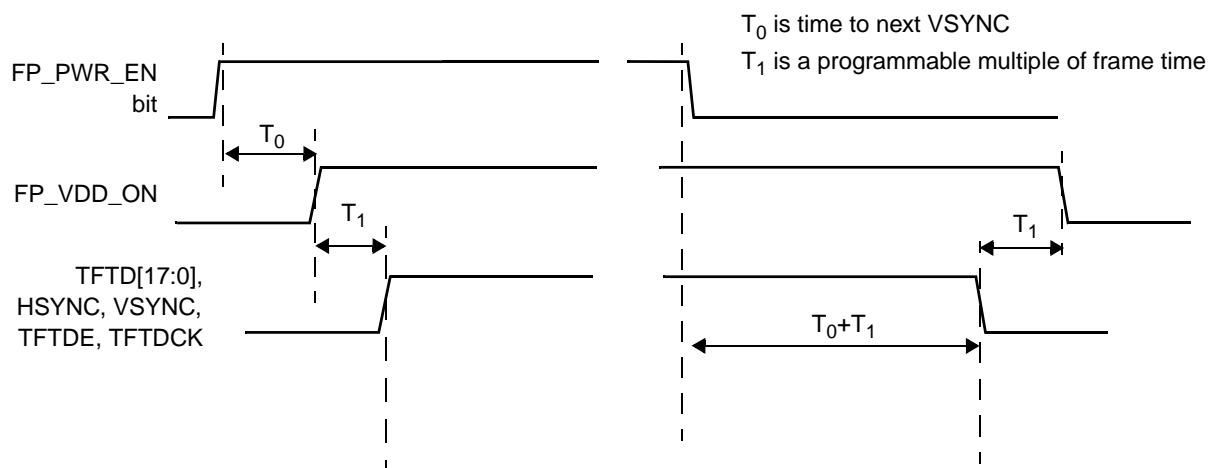 T₀ is time to next VSYNC
T₁ is a programmable multiple of frame time
FP_PWR_EN
bit
T₀
FP_VDD_ON
T₁
T₁
TFTD[17:0],
HSYNC, VSYNC,
TFTDE, TFTDCK
T₀+T₁